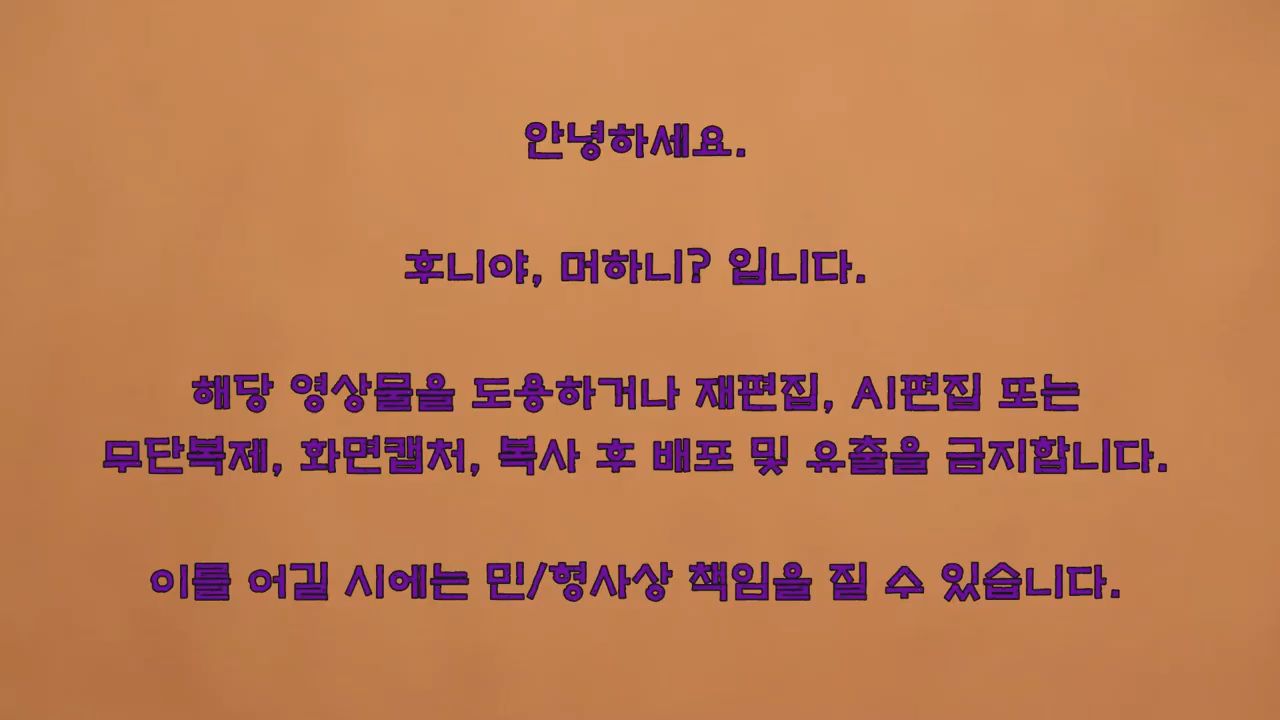 안녕하세요.
후니야, 머하니? 입니다.
해당 영상물을 도용하거나 재편집, AI편집 또는
무단복제, 화면캡처, 복사 후 배포 및 유출을 금지합니다.
이를 어길 시에는 민/형사상 책임을 질 수 있습니다.